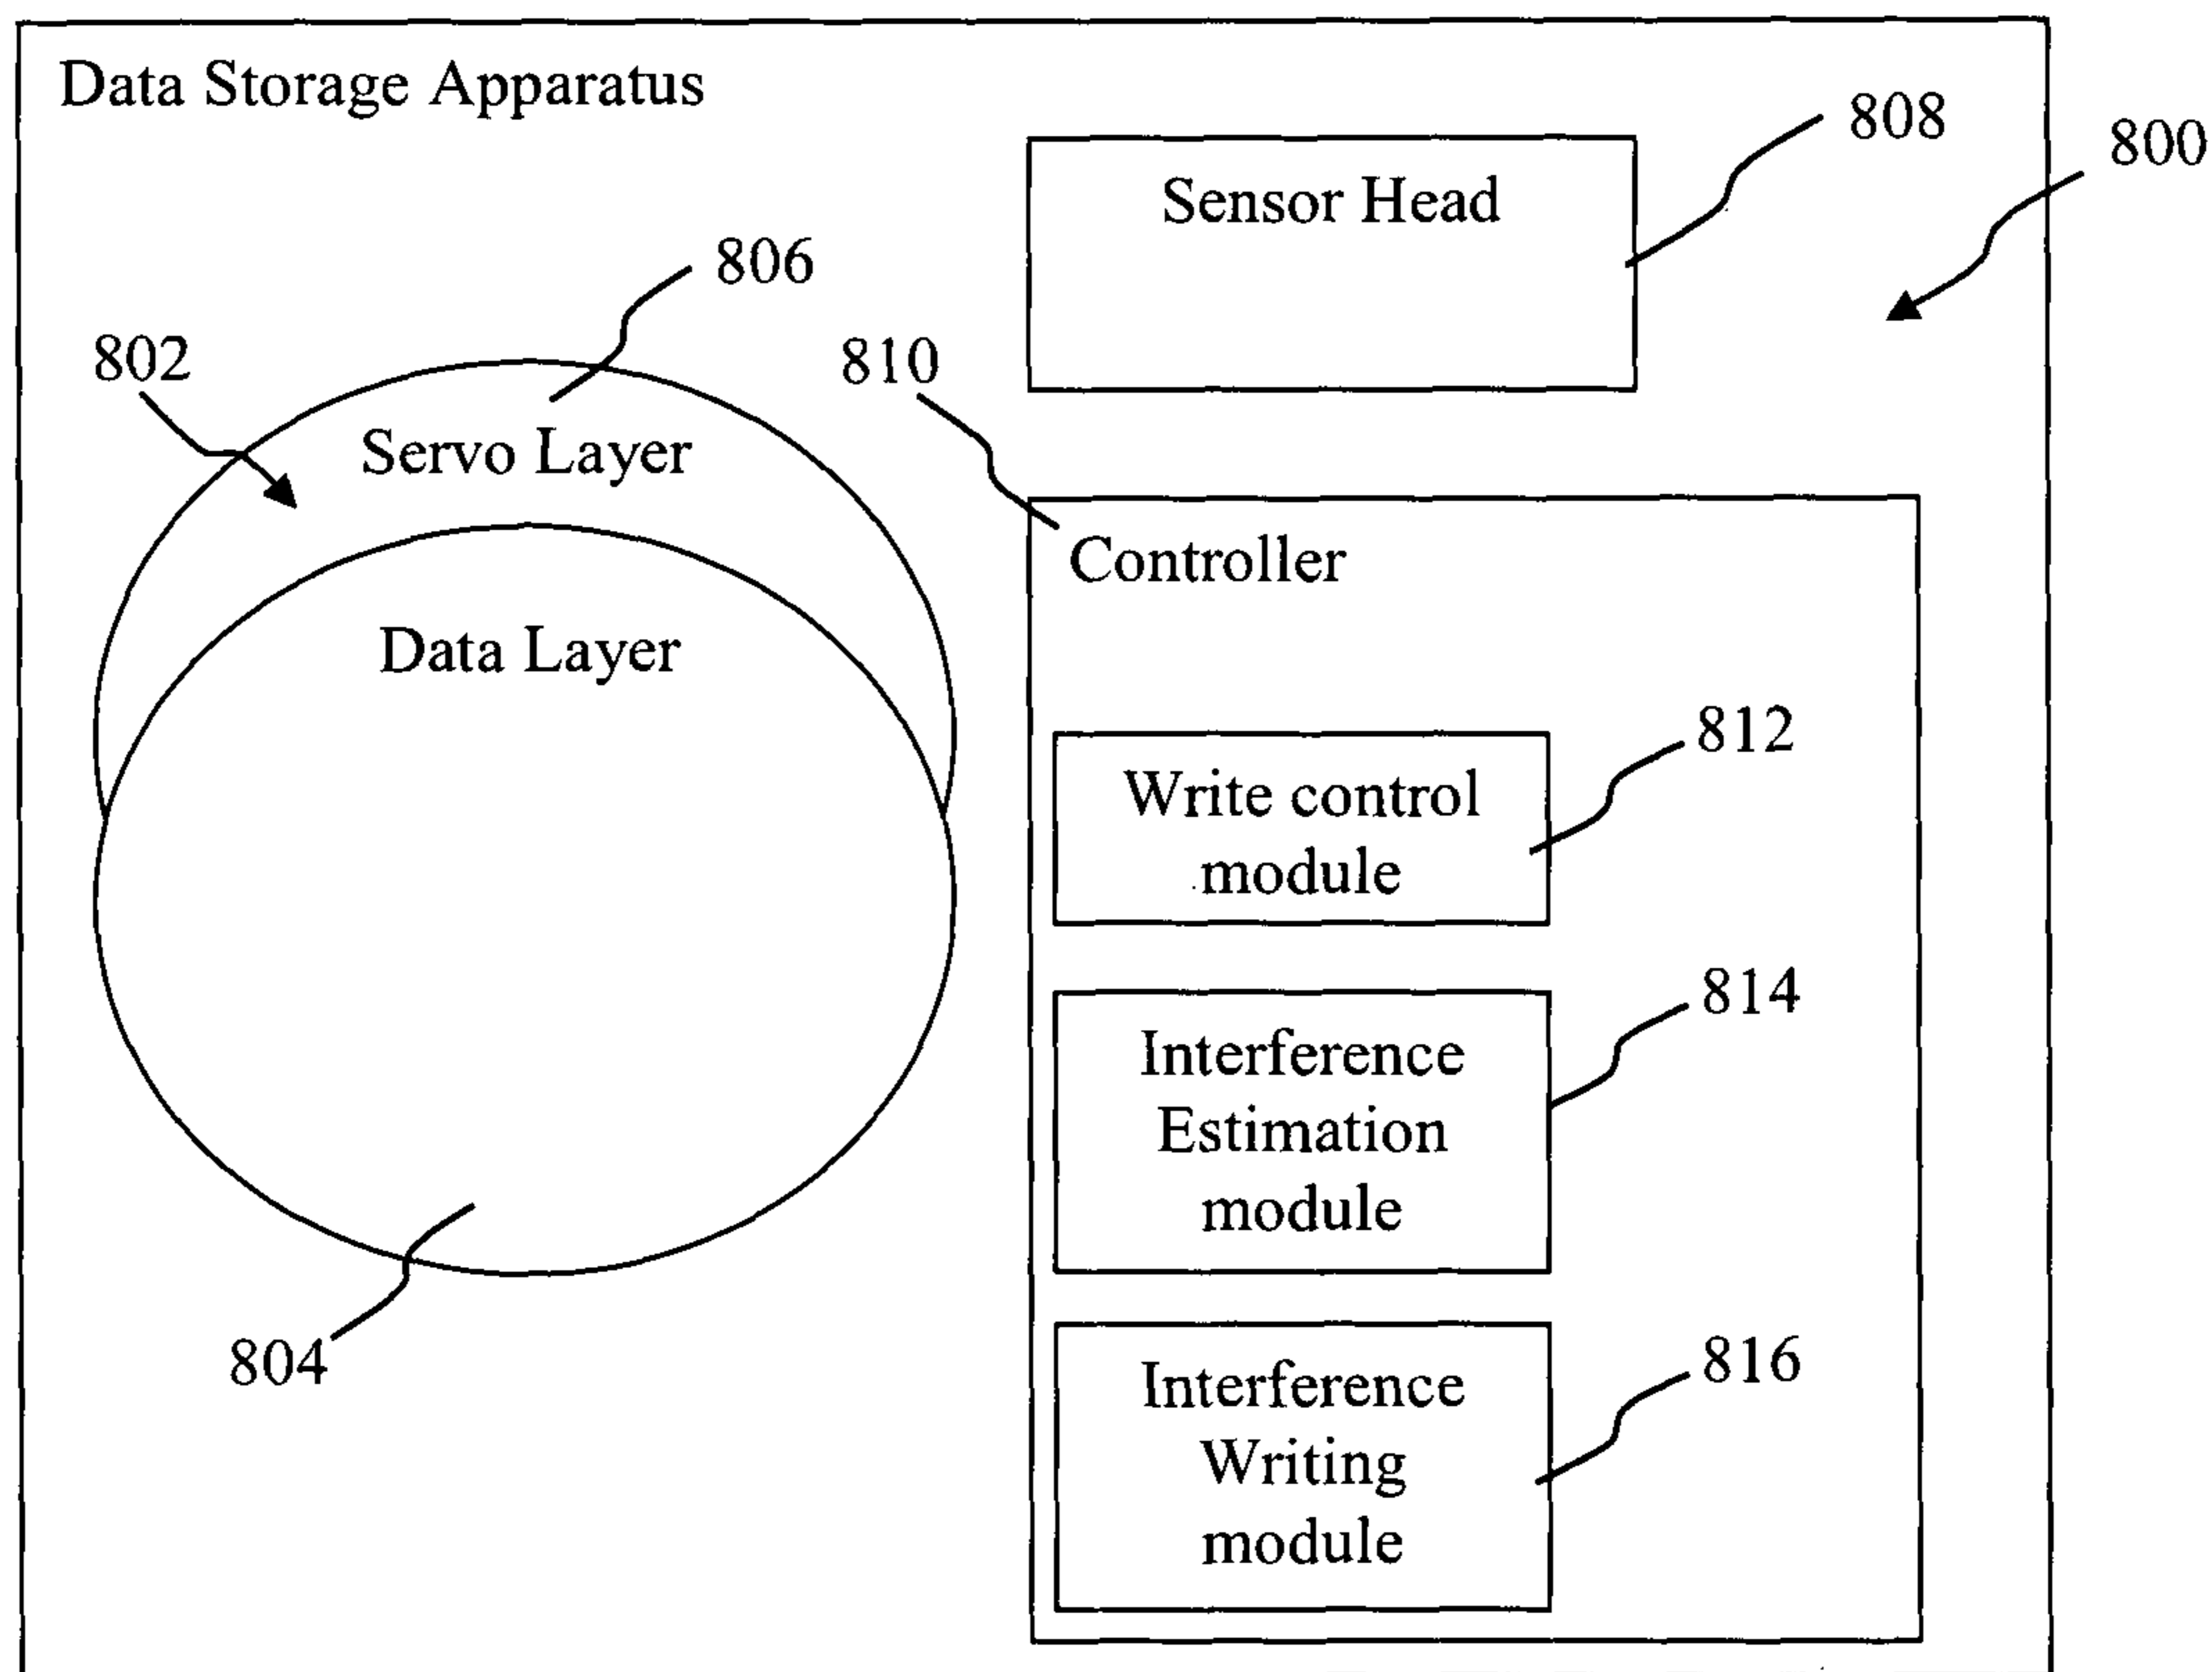 Data Storage Apparatus
808
800
Sensor Head
806
802
810
Servo Layer
Controller
Data Layer
812
Write control
module
814
Interference
Estimation
module
816
Interference
Writing
module
804